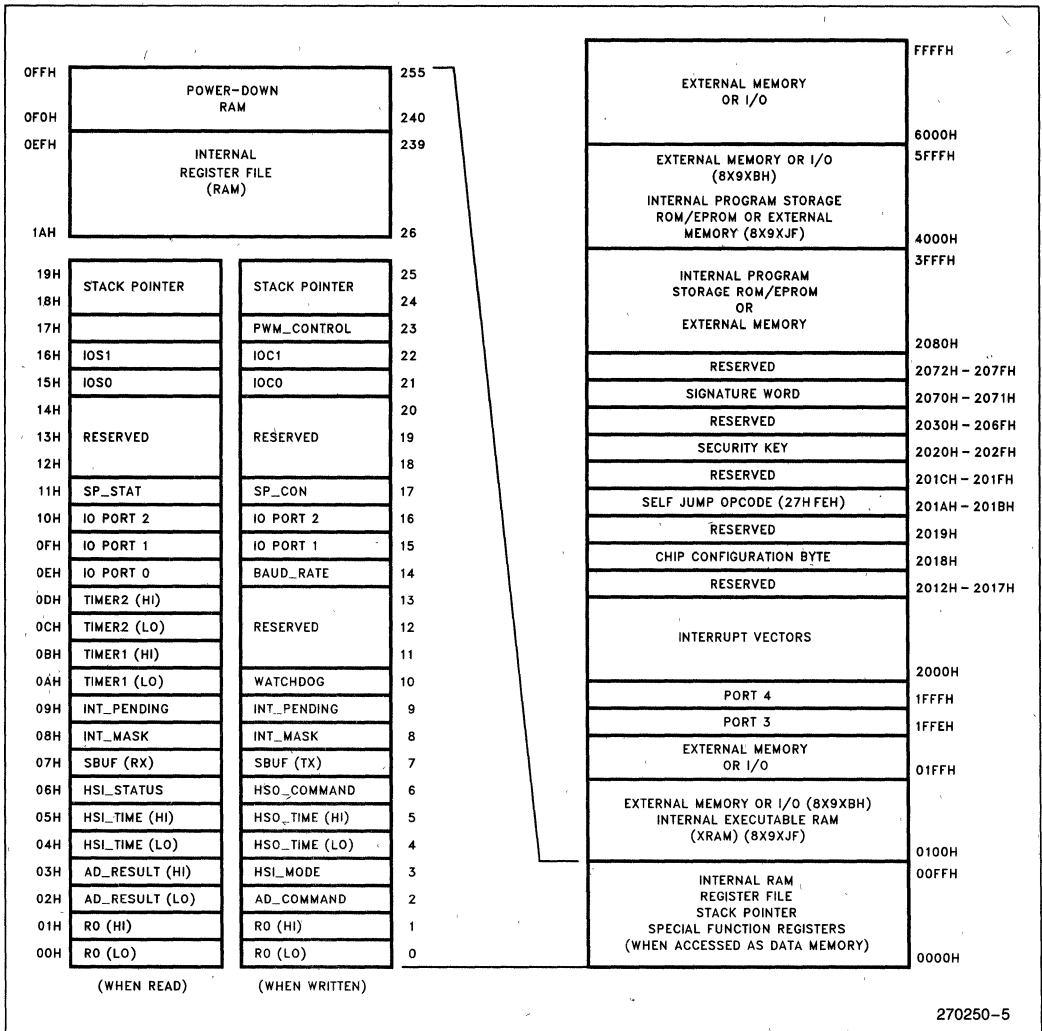 0FFH 255
POWER-DOWN
RAM
0F0H 240
0EFH 239
INTERNAL
REGISTER FILE
(RAM)
1AH 26
19H STACK POINTER STACK POINTER 25
18H 24
17H PWM_CONTROL 23
16H IOS1 IOC1 22
15H IOS0 IOC0 21
14H 20
13H RESERVED RESERVED 19
12H 18
11H SP_STAT SP_CON 17
10H IO PORT 2 IO PORT 2 16
0FH IO PORT 1 IO PORT 1 15
0EH IO PORT 0 BAUD_RATE 14
0DH TIMER2 (HI) 13
0CH TIMER2 (LO) RESERVED 12
0BH TIMER1 (HI) 11
0AH TIMER1 (LO) WATCHDOG 10
09H INT_PENDING INT_PENDING 9
08H INT_MASK INT_MASK 8
07H SBUF (RX) SBUF (TX) 7
06H HSI_STATUS HSO_COMMAND 6
05H HSI_TIME (HI) HSO_TIME (HI) 5
04H HSI_TIME (LO) HSO_TIME (LO) 4
03H AD_RESULT (HI) HSI_MODE 3
02H AD_RESULT (LO) AD_COMMAND 2
01H R0 (HI) R0 (HI) 1
00H R0 (LO) R0 (LO) 0
(WHEN READ) (WHEN WRITTEN)
FFFFH
EXTERNAL MEMORY
OR I/O
6000H
EXTERNAL MEMORY OR I/O 5FFFH
(8X9XBH)
INTERNAL PROGRAM STORAGE
ROM/EPROM OR EXTERNAL
MEMORY (8X9XJF) 4000H
3FFFH
INTERNAL PROGRAM
STORAGE ROM/EPROM
OR
EXTERNAL MEMORY
2080H
RESERVED 2072H – 207FH
SIGNATURE WORD 2070H – 2071H
RESERVED 2030H – 206FH
SECURITY KEY 2020H – 202FH
RESERVED 201CH – 201FH
SELF JUMP OPCODE (27H FEH) 201AH – 201BH
RESERVED 2019H
CHIP CONFIGURATION BYTE 2018H
RESERVED 2012H – 2017H
INTERRUPT VECTORS
2000H
PORT 4 1FFFH
PORT 3 1FFEH
EXTERNAL MEMORY
OR I/O 01FFH
EXTERNAL MEMORY OR I/O (8X9XBH)
INTERNAL EXECUTABLE RAM
(XRAM) (8X9XJF)
0100H
INTERNAL RAM 00FFH
REGISTER FILE
STACK POINTER
SPECIAL FUNCTION REGISTERS
(WHEN ACCESSED AS DATA MEMORY)
0000H
270250–5